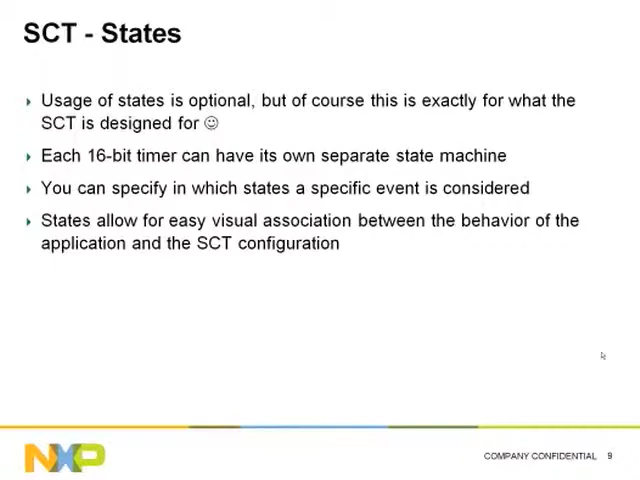 SCT - States
Usage of states is optional, but of course this is exactly for what the
SCT is designed for ☺
Each 16-bit timer can have its own separate state machine
You can specify in which states a specific event is considered
States allow for easy visual association between the behavior of the
application and the SCT configuration
NXP
COMPANY CONFIDENTIAL 9